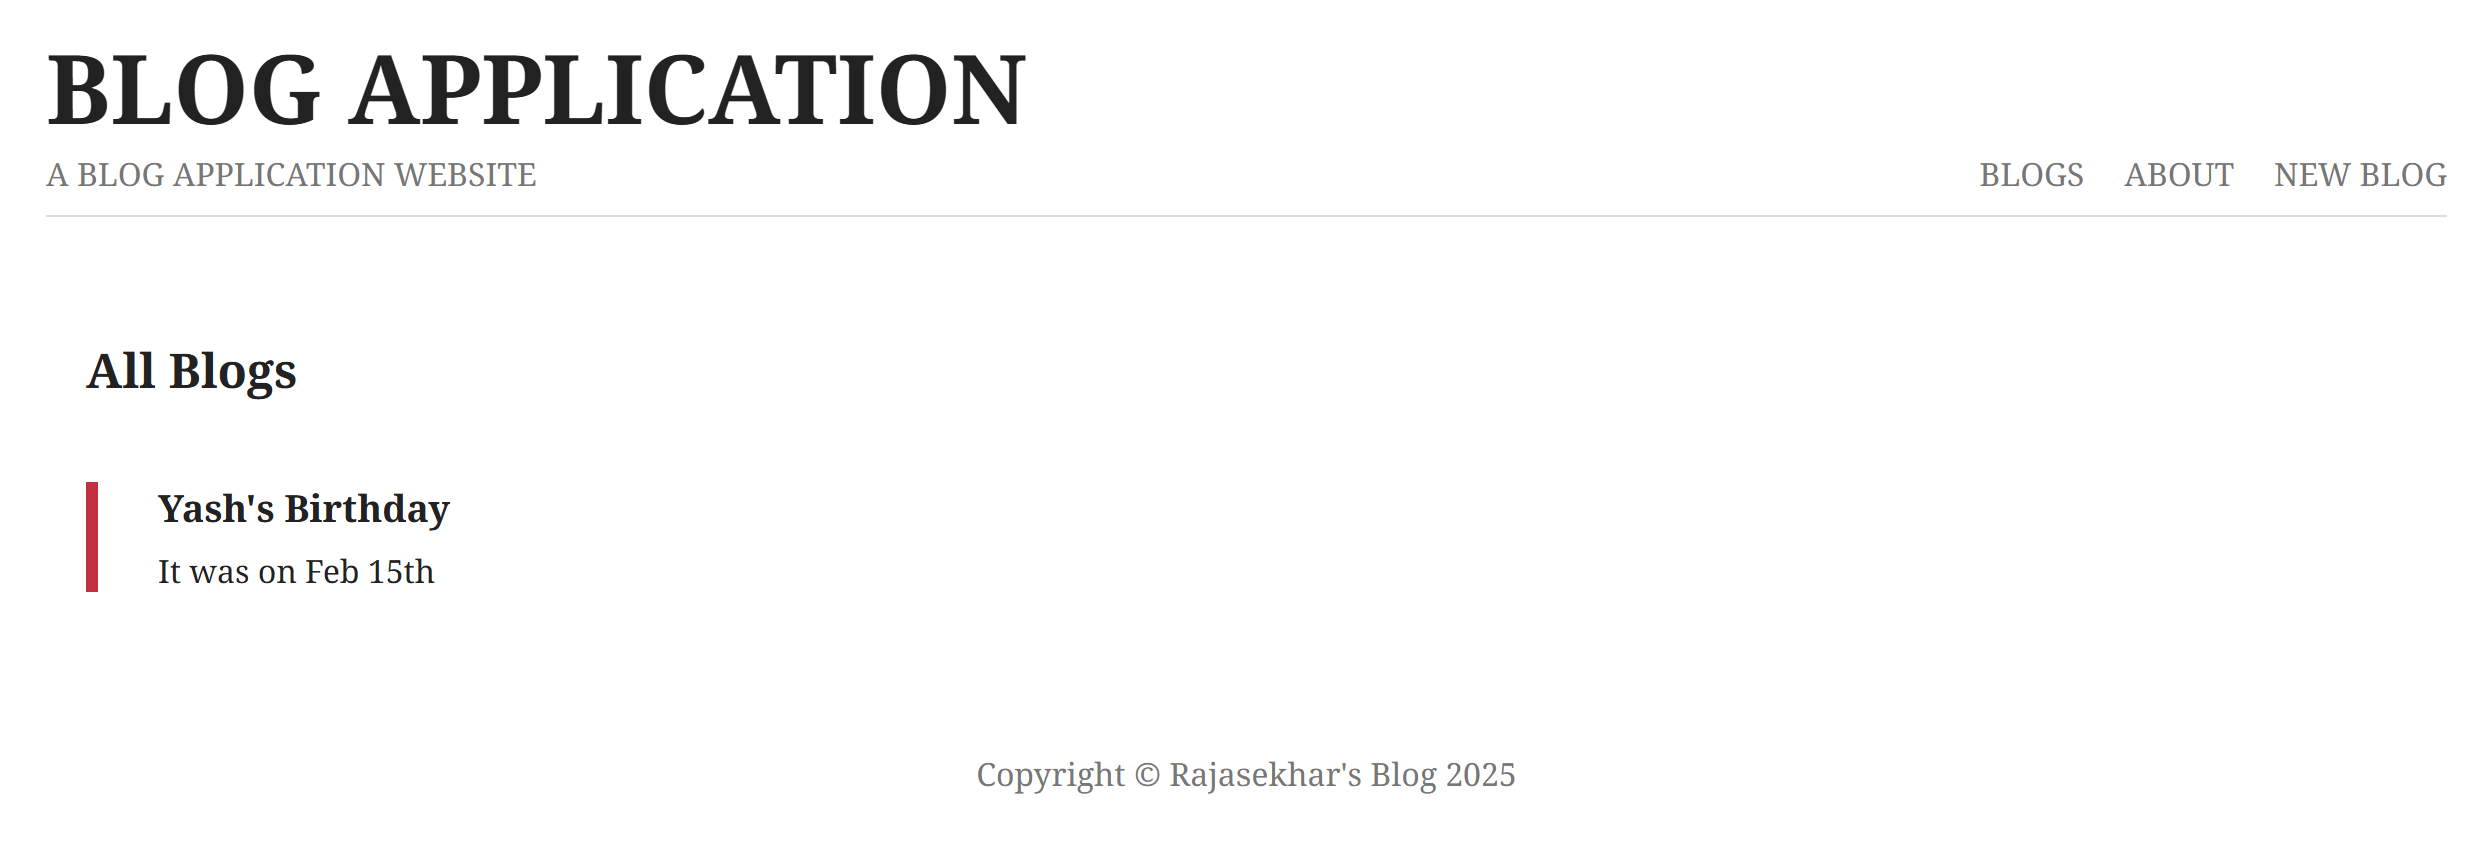 BLOG APPLICATION
A BLOG APPLICATION WEBSITE
BLOGS ABOUT NEW BLOG
All Blogs
Yash's Birthday
It was on Feb 15th
Copyright © Rajasekhar's Blog 2025